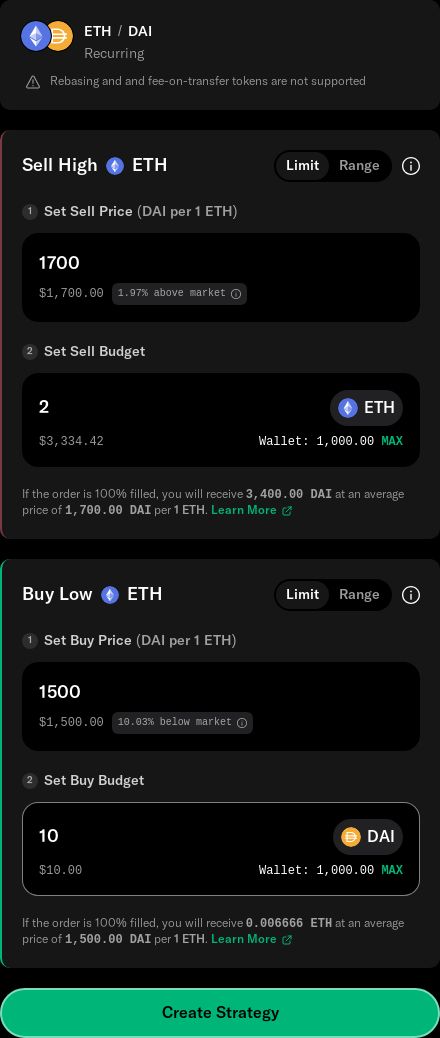 ETH / DAI
Recurring
Rebasing and and fee-on-transfer tokens are not supported
Sell High ETH Limit Range
1 Set Sell Price (DAI per 1 ETH)
1700
$1,700.00 1.97% above market
2 Set Sell Budget
2 ETH
$3,334.42 Wallet: 1,000.00 MAX
If the order is 100% filled, you will receive 3,400.00 DAI at an average
price of 1,700.00 DAI per 1 ETH. Learn More
Buy Low ETH Limit Range
1 Set Buy Price (DAI per 1 ETH)
1500
$1,500.00 10.03% below market
2 Set Buy Budget
10 DAI
$10.00 Wallet: 1,000.00 MAX
If the order is 100% filled, you will receive 0.006666 ETH at an average
price of 1,500.00 DAI per 1 ETH. Learn More
Create Strategy